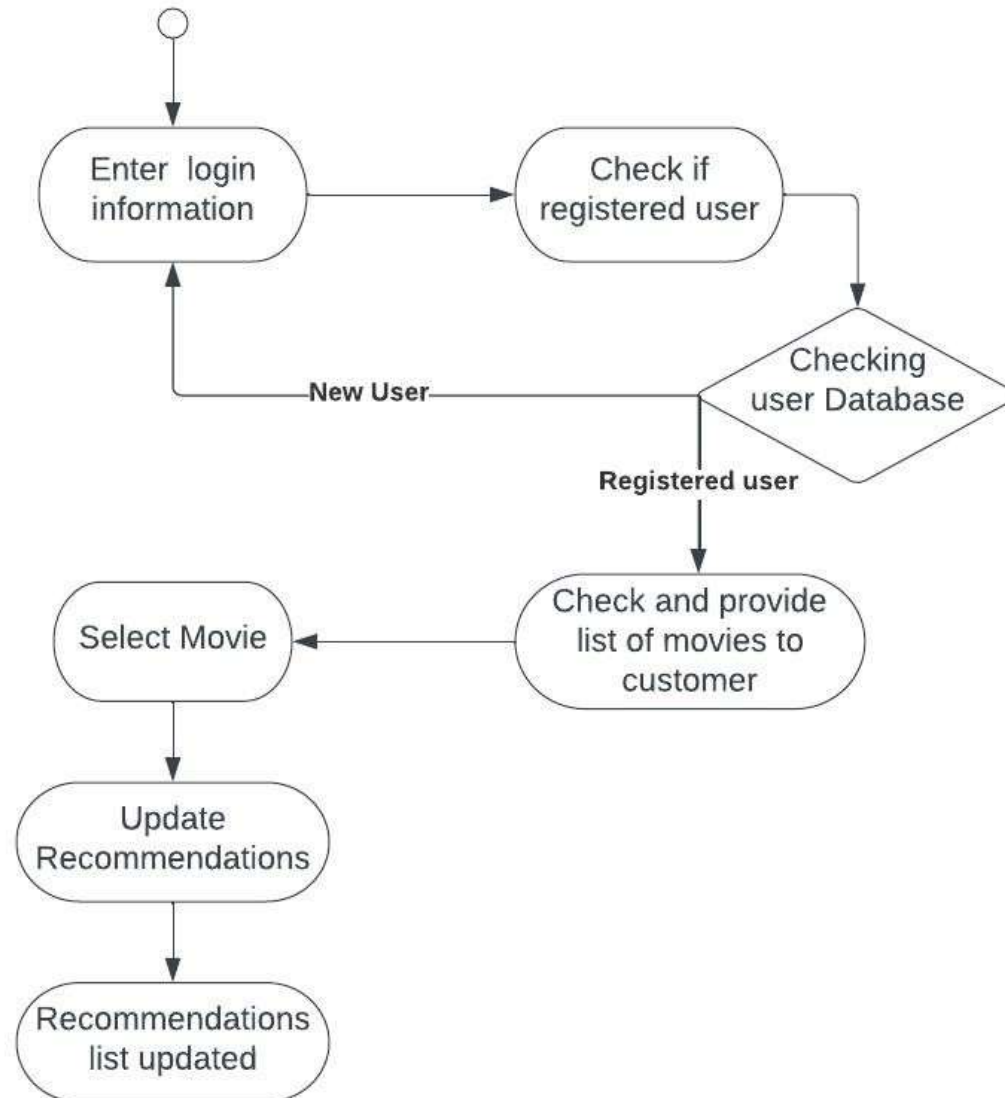 Enter login
information
Check if
registered user
Checking
user Database
New User
Registered user
Check and provide
list of movies to
customer
Select Movie
Update
Recommendations
Recommendations
list updated